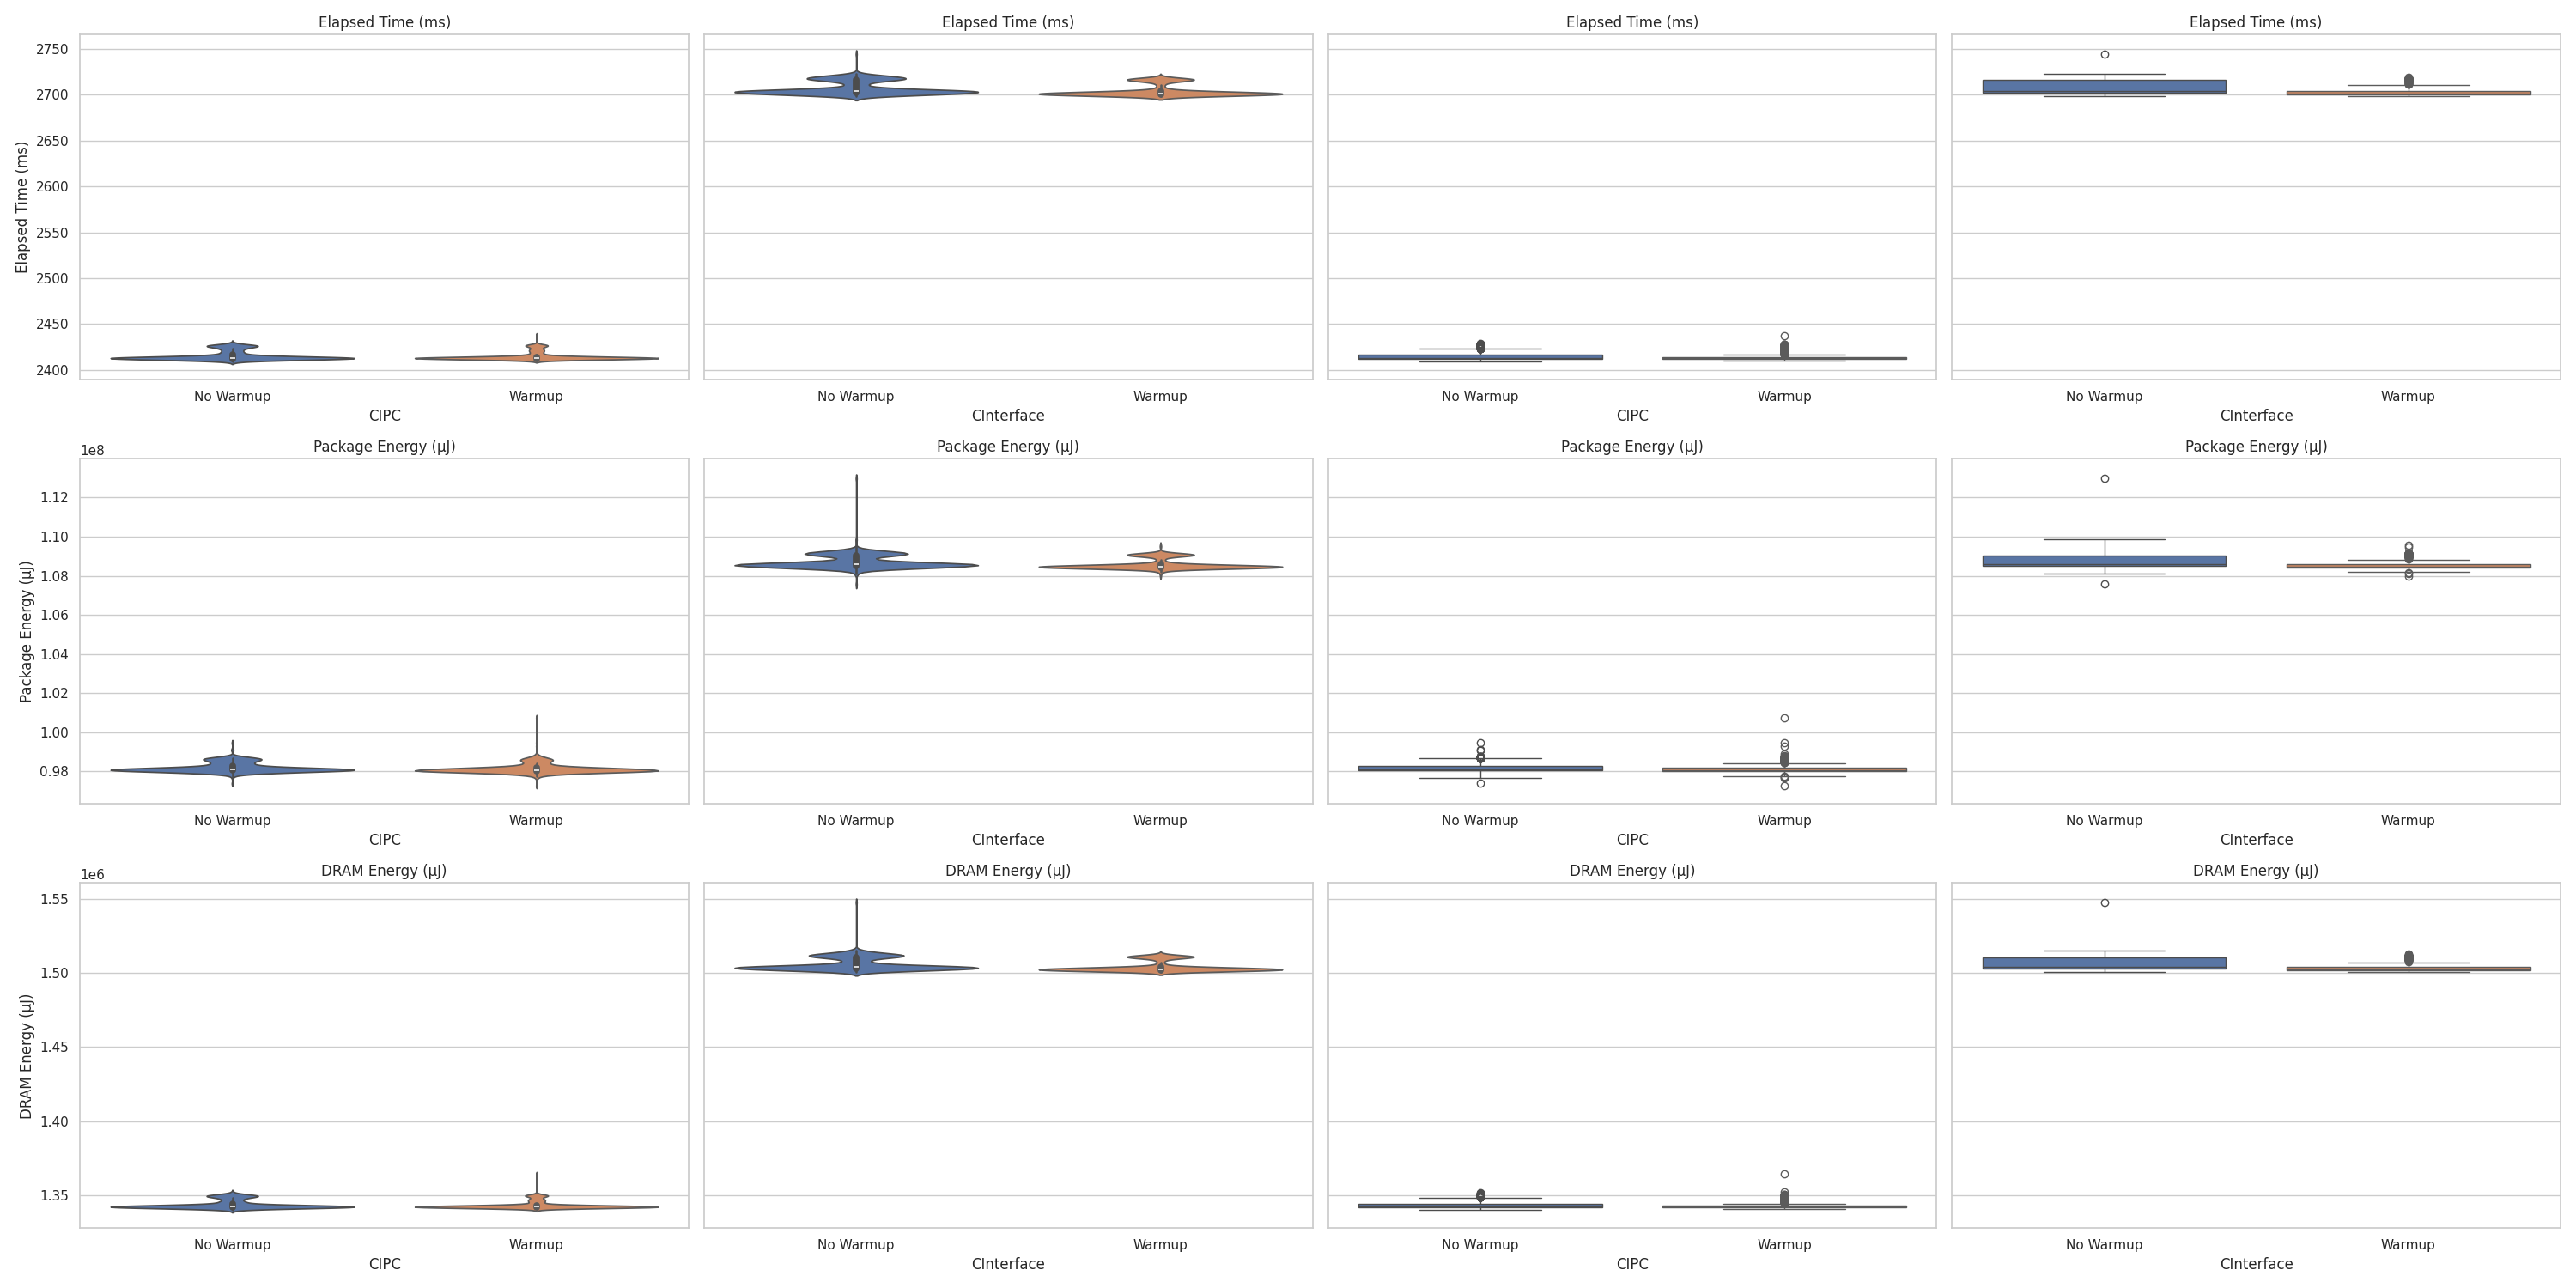 Elapsed Time (ms) Elapsed Time (ms) Elapsed Time (ms) Elapsed Time (ms)
Elapsed Time (ms)
2750
2700
2650
2600
2550
2500
2450
2400
No Warmup Warmup No Warmup Warmup No Warmup Warmup No Warmup Warmup
CIPC CInterface CIPC CInterface
1e8
Package Energy (μJ) Package Energy (μJ) Package Energy (μJ) Package Energy (μJ)
Package Energy (μJ)
1.12
1.10
1.08
1.06
1.04
1.02
1.00
0.98
No Warmup Warmup No Warmup Warmup No Warmup Warmup No Warmup Warmup
CIPC CInterface CIPC CInterface
1e6
DRAM Energy (μJ) DRAM Energy (μJ) DRAM Energy (μJ) DRAM Energy (μJ)
DRAM Energy (μJ)
1.55
1.50
1.45
1.40
1.35
No Warmup Warmup No Warmup Warmup No Warmup Warmup No Warmup Warmup
CIPC CInterface CIPC CInterface